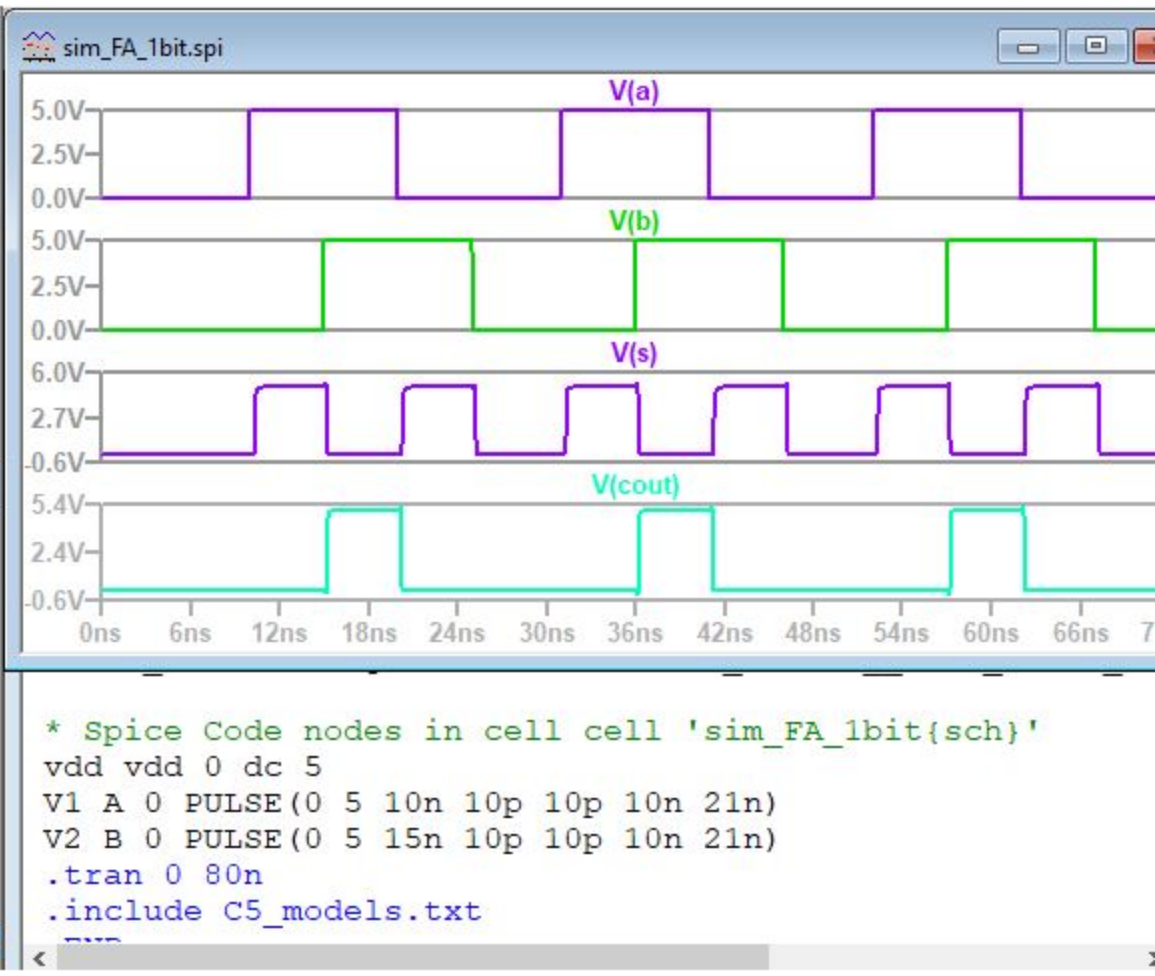 sim_FA_1bit.spi
V(a)
5.0V
2.5V
0.0V
V(b)
5.0V
2.5V
0.0V
V(s)
6.0V
2.7V
-0.6V
V(cout)
5.4V
2.4V
-0.6V
0ns 6ns 12ns 18ns 24ns 30ns 36ns 42ns 48ns 54ns 60ns 66ns
* Spice Code nodes in cell cell 'sim_FA_1bit{sch}'
vdd vdd 0 dc 5
V1 A 0 PULSE(0 5 10n 10p 10p 10n 21n)
V2 B 0 PULSE(0 5 15n 10p 10p 10n 21n)
.tran 0 80n
.include C5_models.txt